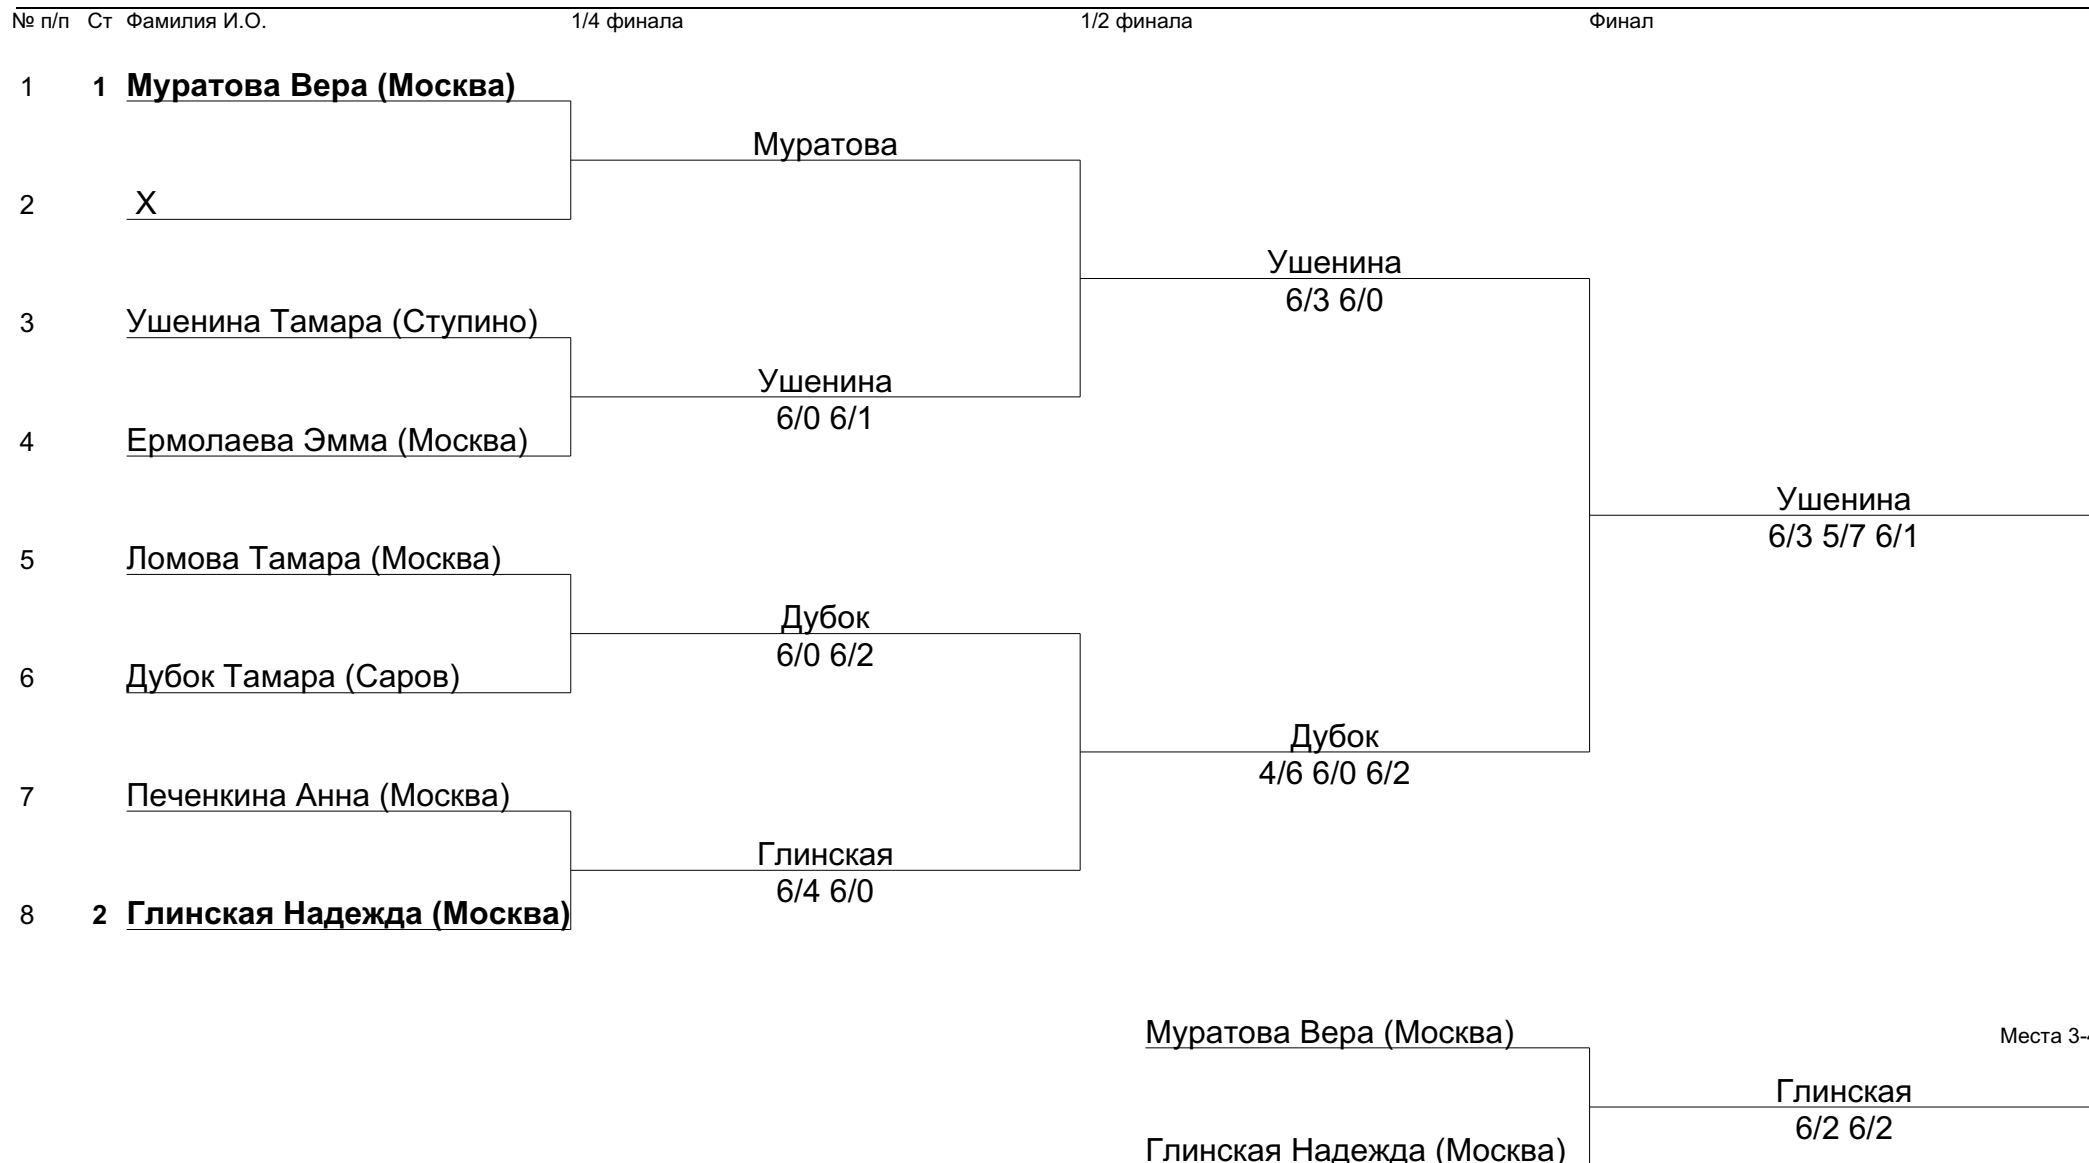 № п/п Ст Фамилия И.О. 1/4 финала 1/2 финала Финал
1 1 Муратова Вера (Москва)
Муратова
2 X
Ушенина
6/3 6/0
3 Ушенина Тамара (Ступино)
Ушенина
6/0 6/1
4 Ермолаева Эмма (Москва)
Ушенина
6/3 5/7 6/1
5 Ломова Тамара (Москва)
Дубок
6/0 6/2
6 Дубок Тамара (Саров)
Дубок
4/6 6/0 6/2
7 Печенкина Анна (Москва)
Глинская
6/4 6/0
8 2 Глинская Надежда (Москва)
Муратова Вера (Москва)
Места 3-4
Глинская
6/2 6/2
Глинская Надежда (Москва)